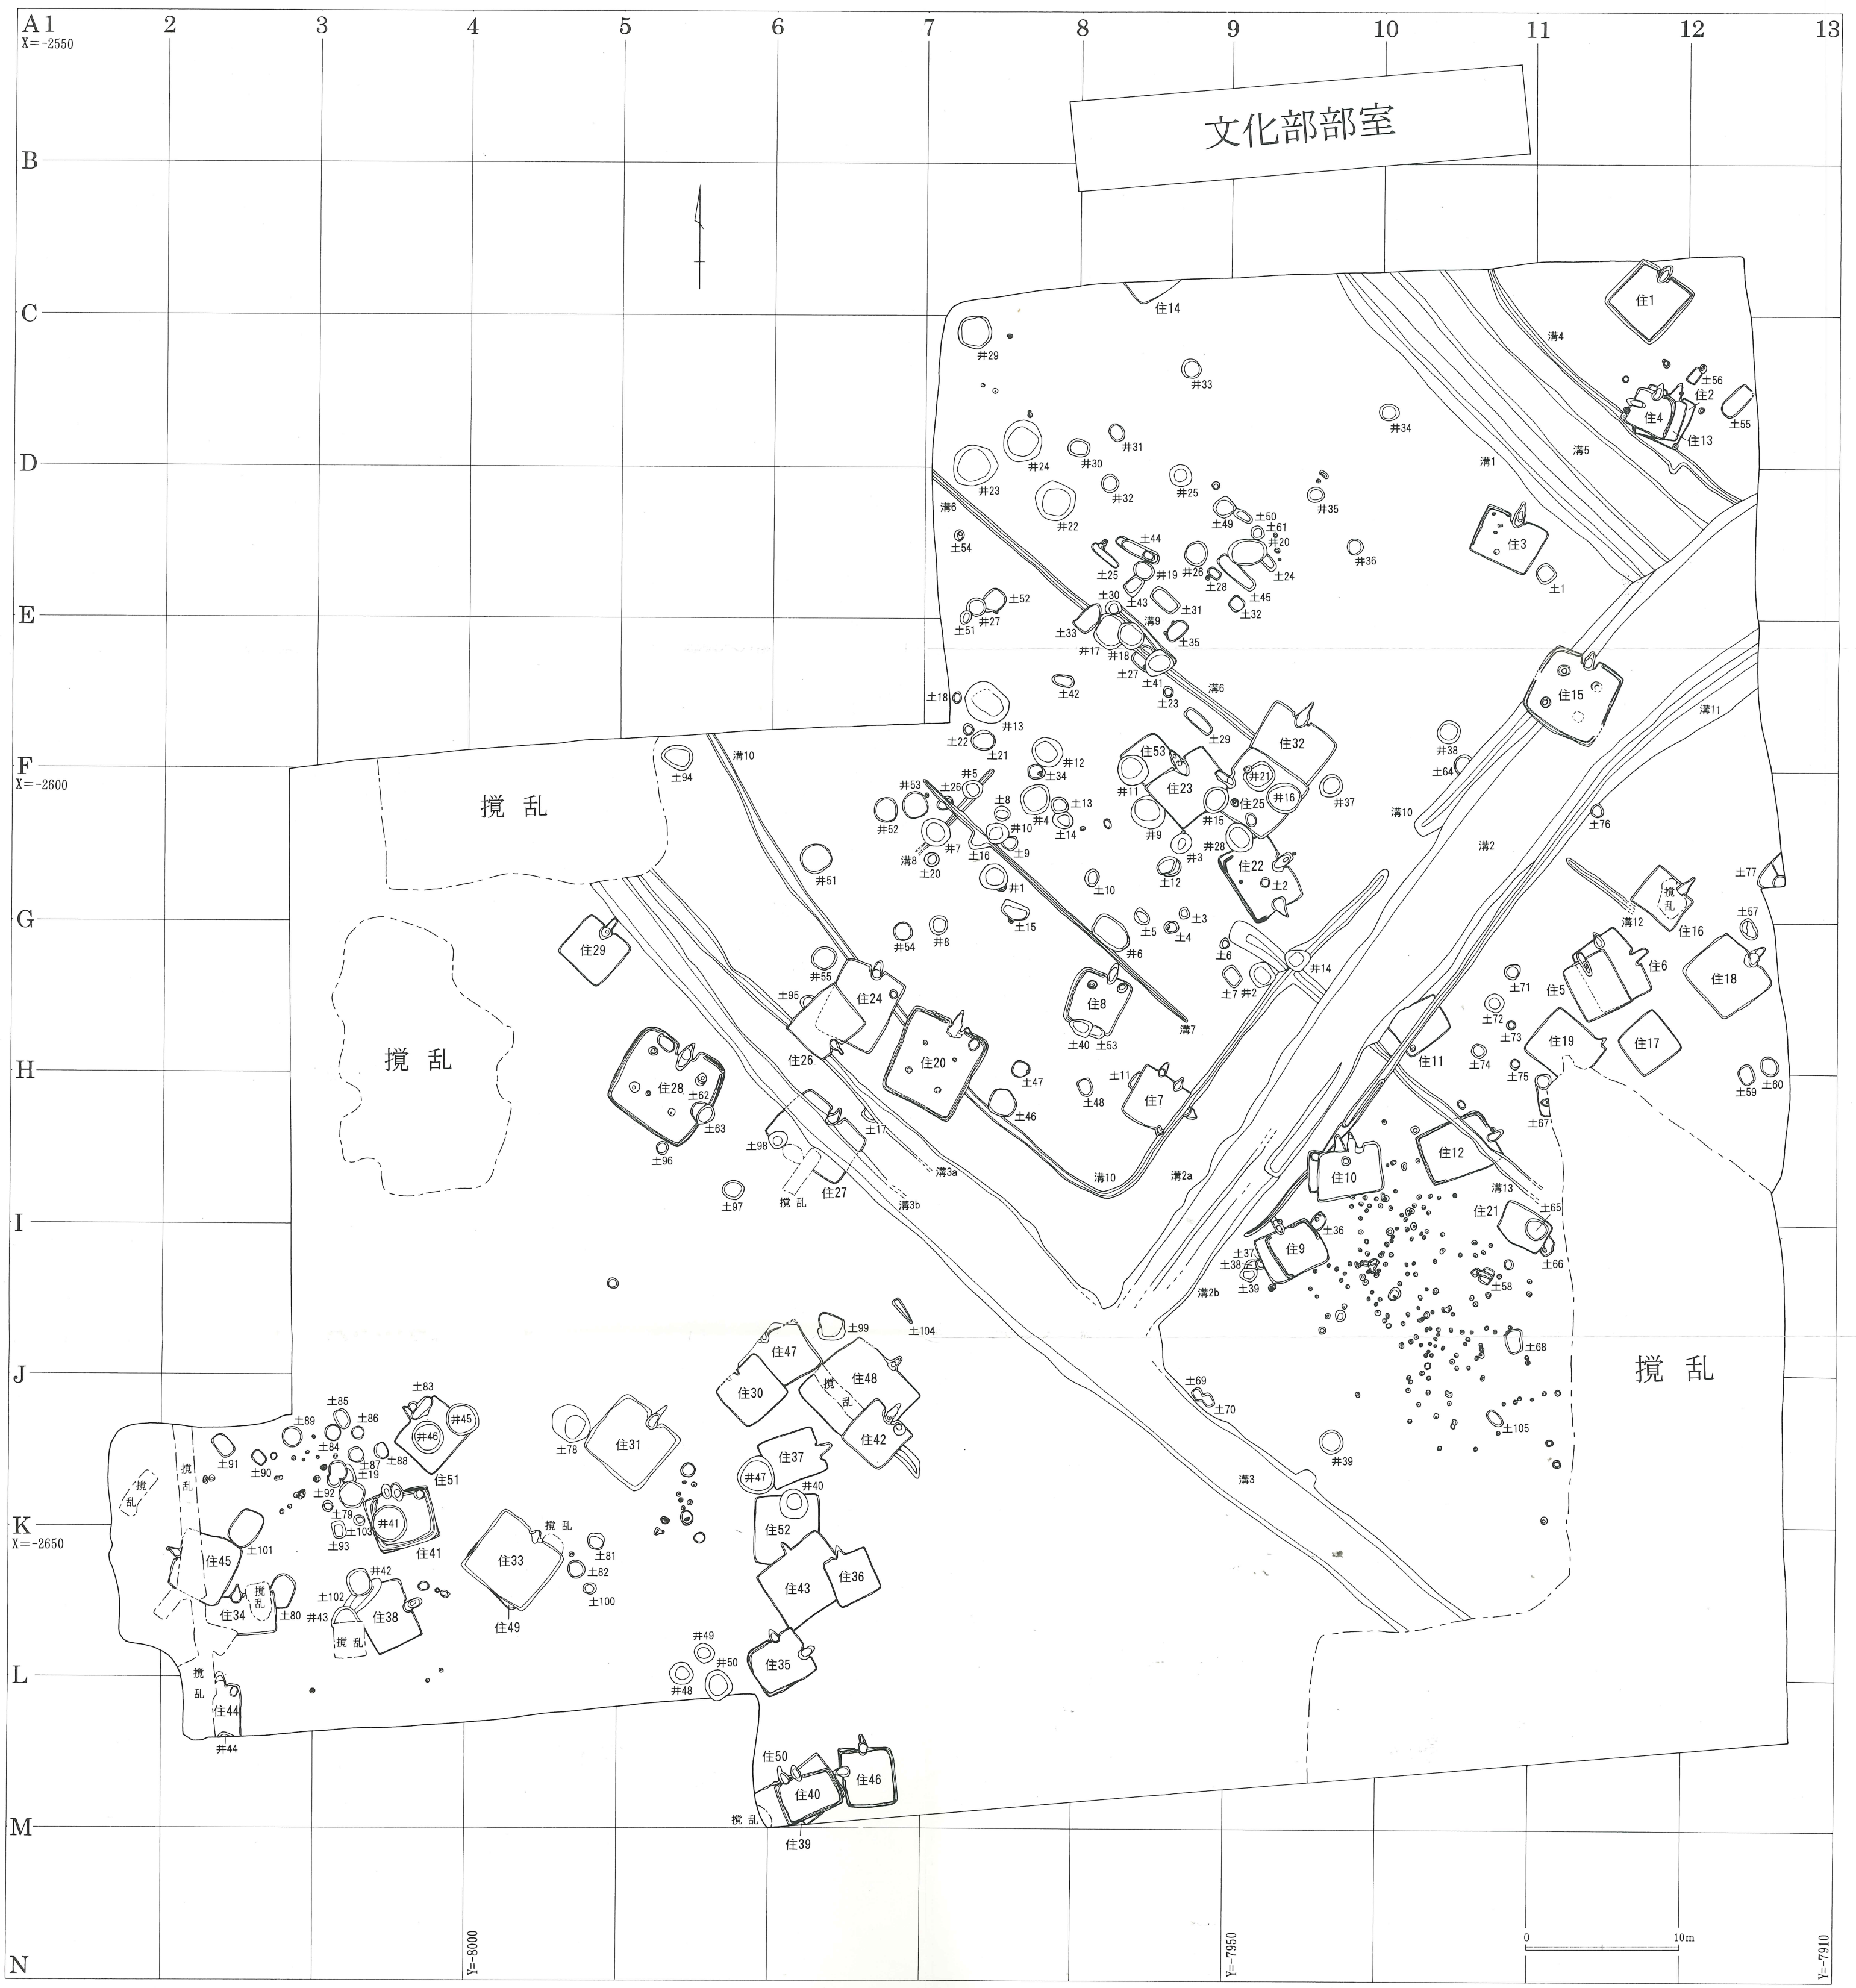 A1 2 3 4 5 6 7 8 9 10 11 12 13
X=-2550
文化部部室
B
C
住14
井29
井33
井34
溝4
住1
土56
住2
住4
住13
土55
D
井31
井24
井30
井23
井32
井25
井22
溝1
溝5
井35
溝6
土54
土49
土50
土61
井20
土44
土25
井19
井26
土28
土24
土45
土43
井36
住3
土1
E
土52
井27
土51
土30
土31
土32
溝9
土33
土35
井17
井18
土27
土41
土42
土23
溝6
土18
井13
土22
土21
土29
住32
住15
溝11
井38
土64
F
X=-2600
土94
溝10
撹乱
井12
土34
住53
井11
住23
井21
井16
住25
井15
井37
井5
井53
土26
井52
土8
井4
土13
土14
井10
井7
溝8
土16
土9
土20
井9
井3
井28
土12
住22
土2
溝10
溝2
土76
土77
井51
井1
土10
G
土15
土5
土3
土4
井54
井8
井6
土6
土7
井2
井14
住29
井55
土95
住24
住8
土40
土53
溝7
撹乱
溝12
住16
土57
住6
住5
住18
土71
土72
土73
土74
土75
住19
住17
住11
土59
土60
土67
H
撹乱
住26
住20
住28
土62
土63
土47
土46
土48
土11
住7
土98
土17
土96
土97
住27
撹乱
溝3a
溝3b
溝10
溝2a
住10
住12
溝13
I
住21
土65
土66
土36
住9
土37
土38
土39
土58
溝2b
土68
土99
土104
J
住47
住30
住48
撹乱
住42
撹乱
土69
土70
土105
井39
溝3
土83
土85
土86
土89
土84
井45
井46
土91
土90
土87
土88
土19
住51
土92
土79
土78
住31
住37
井47
井40
撹乱
撹乱
K
X=-2650
井41
土103
土93
住41
土101
住45
住33
撹乱
土81
土82
土100
住49
住52
住43
住36
撹乱
住34
土80
土102
井42
井43
住38
撹乱
L
撹乱
住44
井44
井49
井48
井50
住35
住50
住40
住46
M
撹乱
住39
N
Y=-8000
Y=-7950
Y=-7910
0 10m